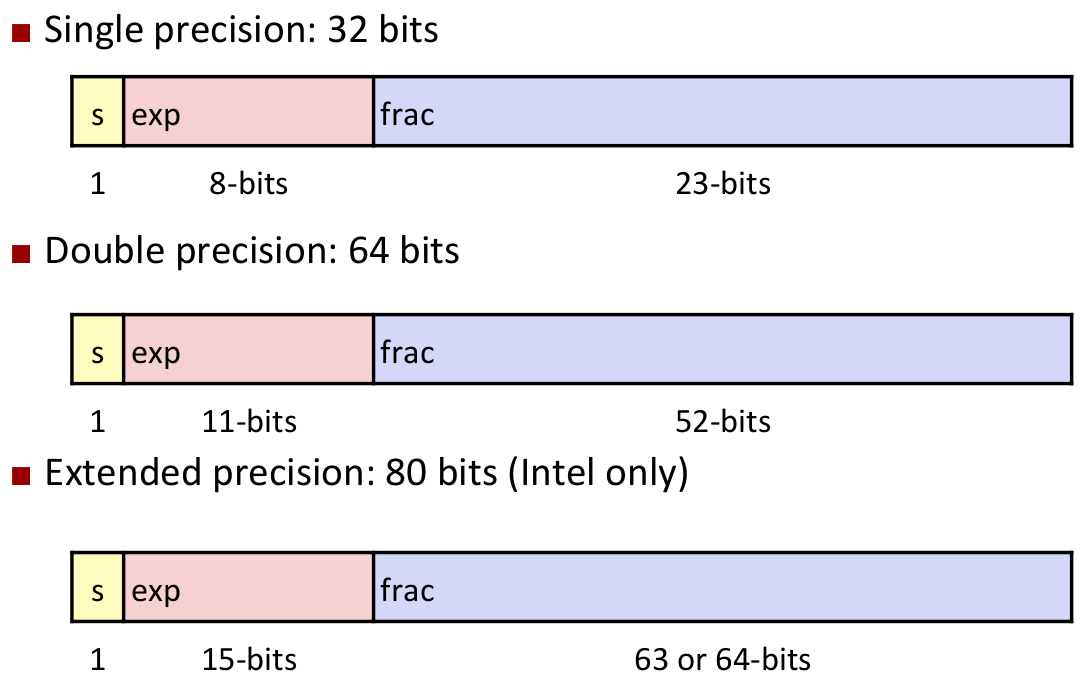 Single precision: 32 bits
s exp frac
1 8-bits 23-bits
Double precision: 64 bits
s exp frac
1 11-bits 52-bits
Extended precision: 80 bits (Intel only)
s exp frac
1 15-bits 63 or 64-bits